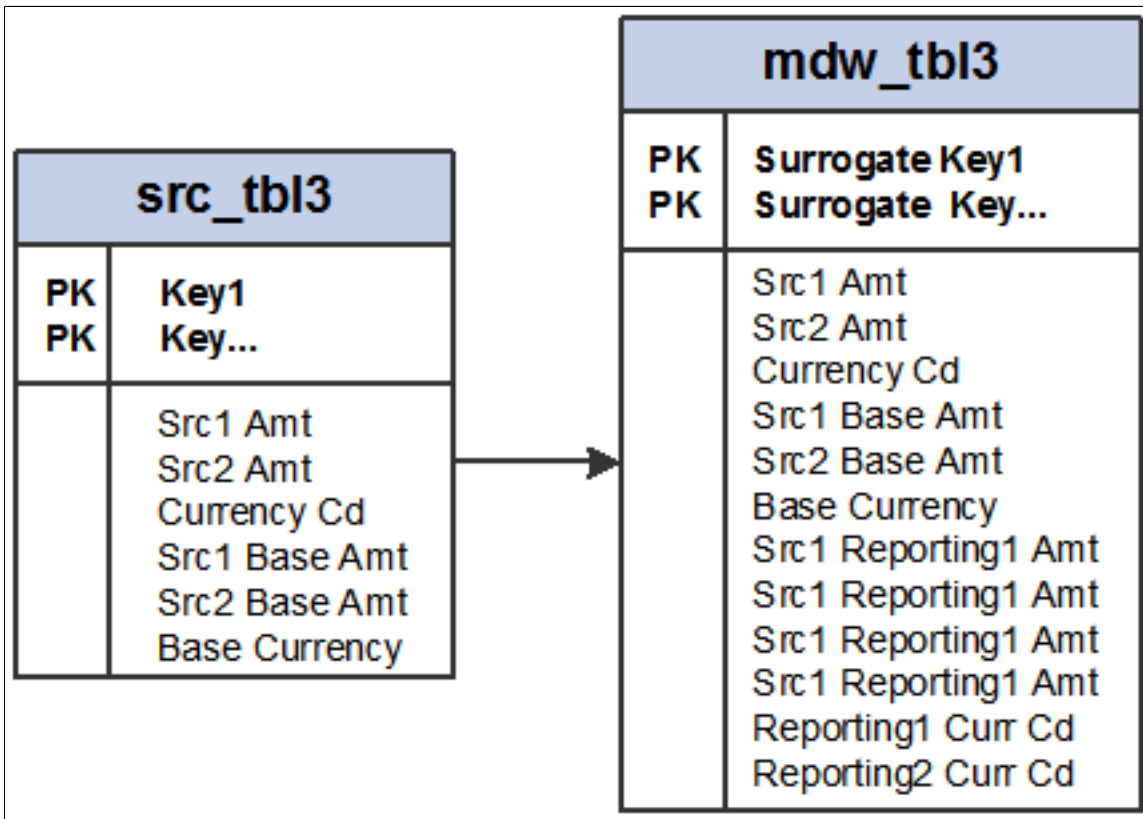 src_tbl3
PK Key1
PK Key...
Src1 Amt
Src2 Amt
Currency Cd
Src1 Base Amt
Src2 Base Amt
Base Currency
mdw_tbl3
PK Surrogate Key1
PK Surrogate Key...
Src1 Amt
Src2 Amt
Currency Cd
Src1 Base Amt
Src2 Base Amt
Base Currency
Src1 Reporting1 Amt
Src1 Reporting1 Amt
Src1 Reporting1 Amt
Src1 Reporting1 Amt
Reporting1 Curr Cd
Reporting2 Curr Cd